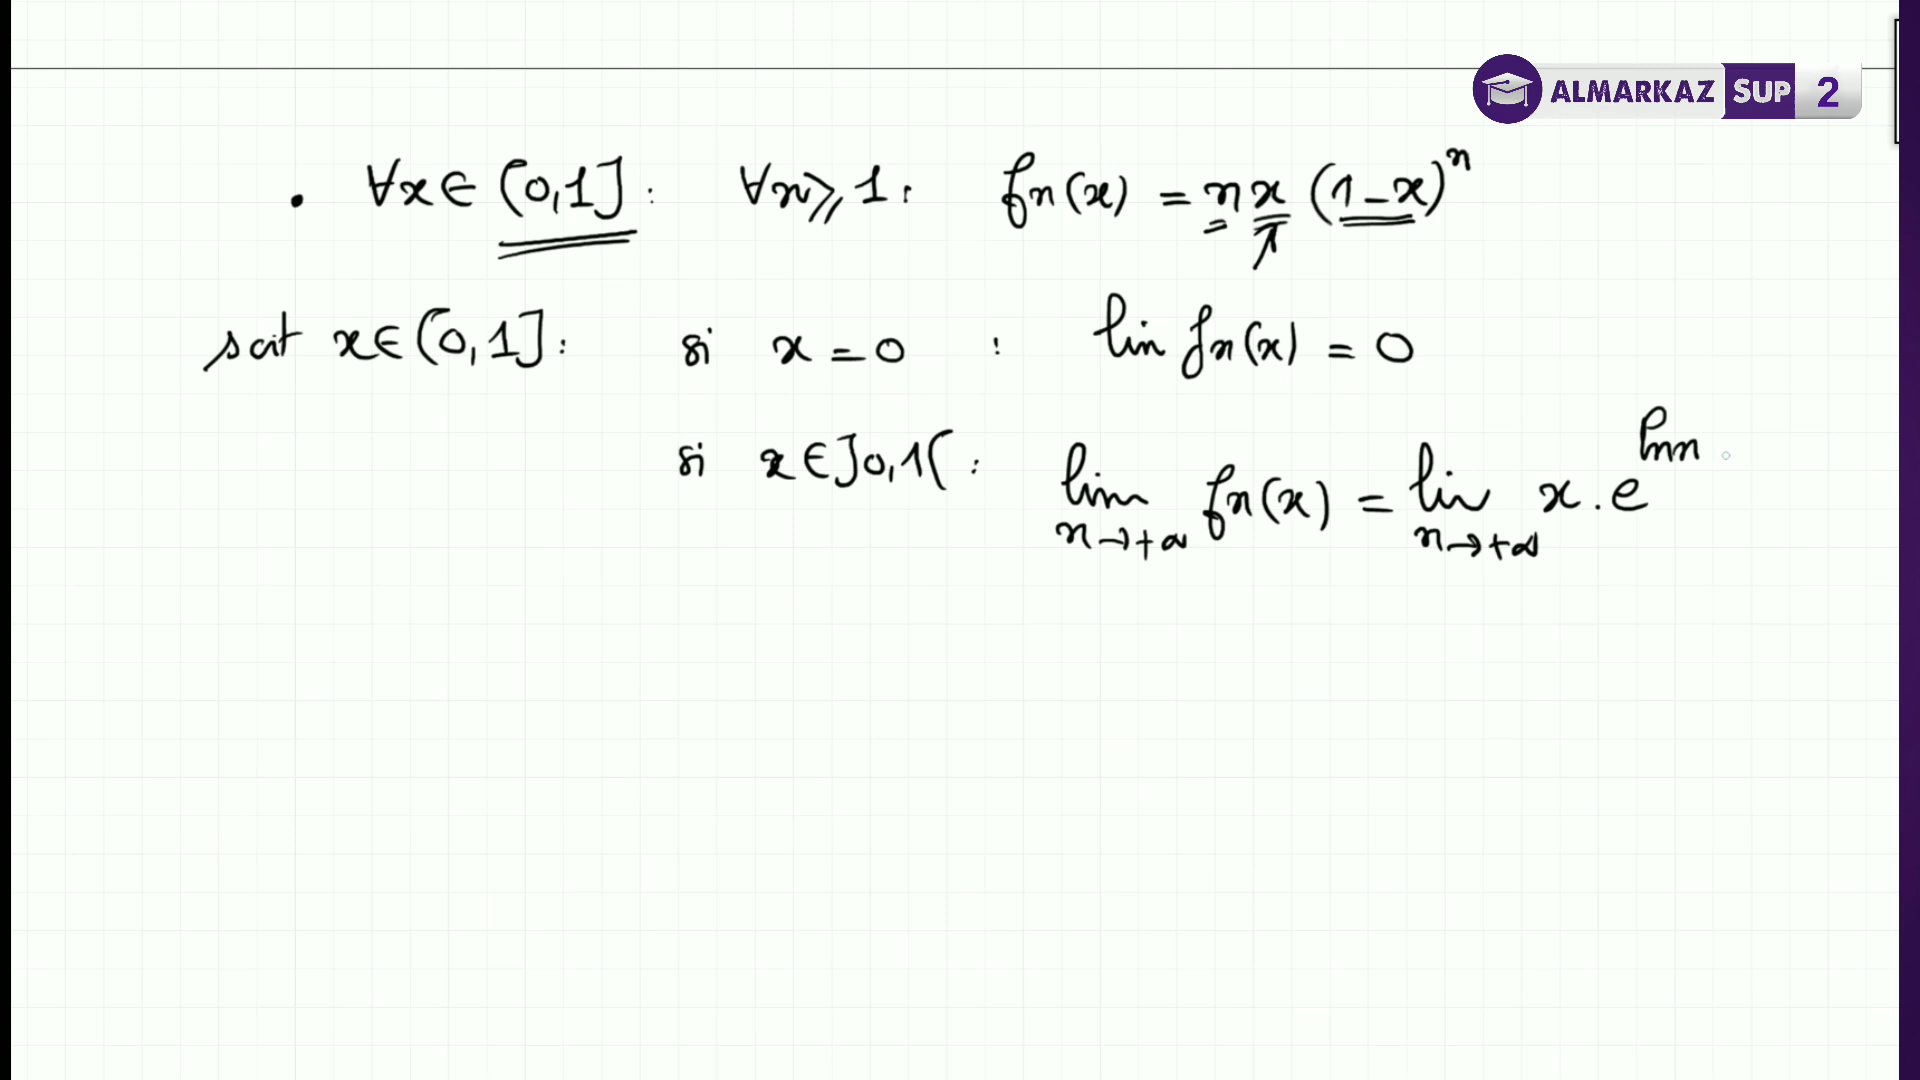 ALMARKAZ SUP 2
• ∀x ∈ [0,1] : ∀n ⩾ 1 : fn(x) = n x (1-x)^n
soit x ∈ [0,1] : si x = 0 : lim fn(x) = 0
si x ∈ ]0,1[ : lim n→+∞ fn(x) = lim n→+∞ x . e^ln n